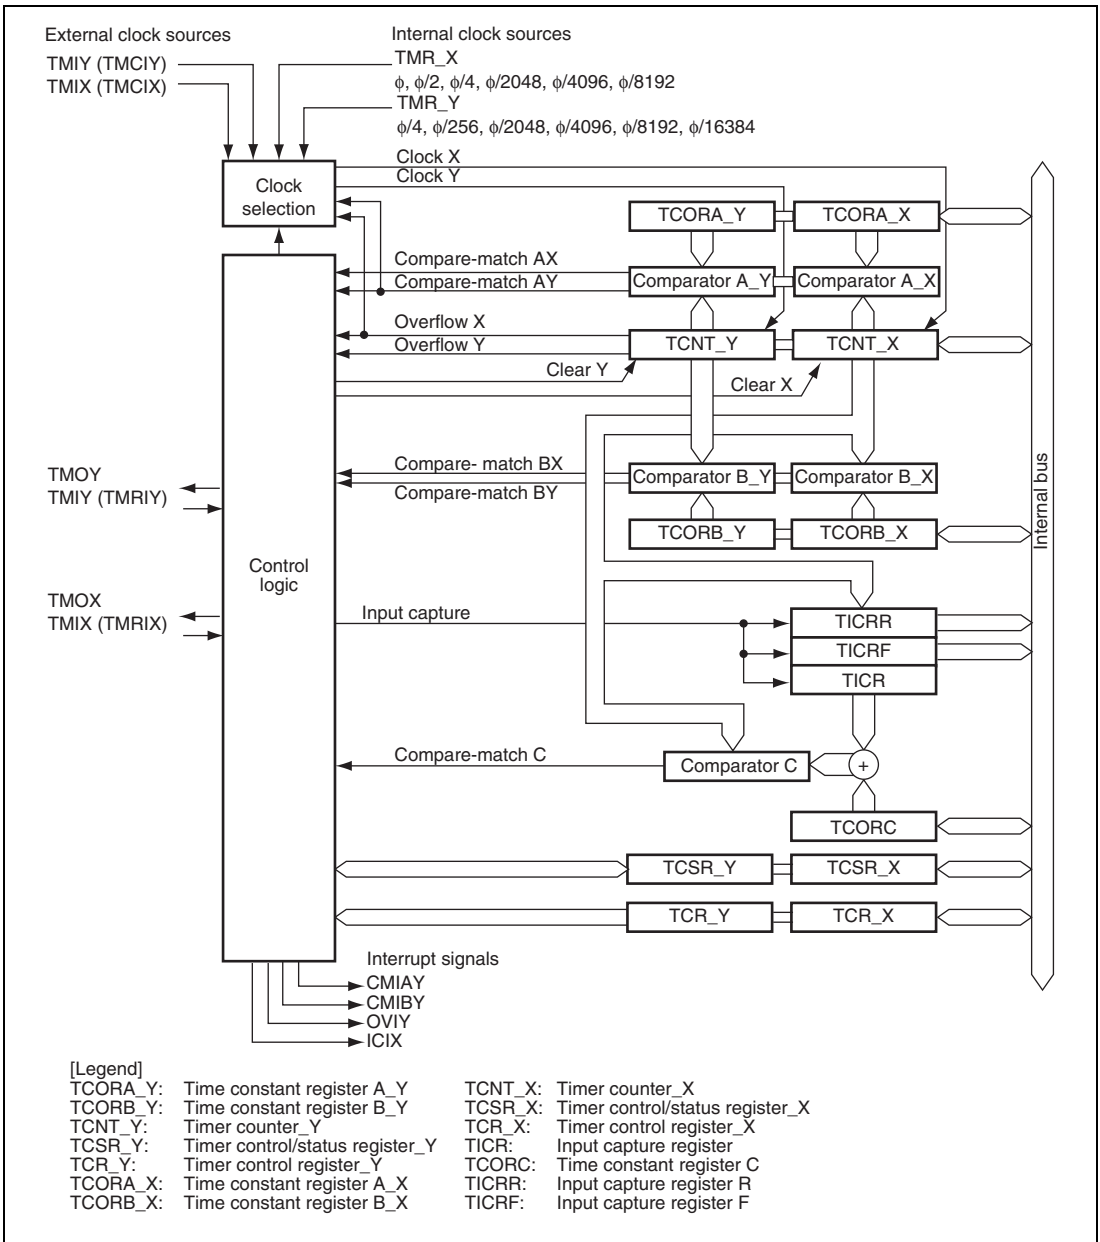 External clock sources
Internal clock sources
TMIY (TMCIY)
TMIX (TMCIX)
TMR_X
ϕ, ϕ/2, ϕ/4, ϕ/2048, ϕ/4096, ϕ/8192
TMR_Y
ϕ/4, ϕ/256, ϕ/2048, ϕ/4096, ϕ/8192, ϕ/16384
Clock X
Clock Y
Clock
selection
TCORA_Y
TCORA_X
Compare-match AX
Compare-match AY
Comparator A_Y
Comparator A_X
Overflow X
Overflow Y
TCNT_Y
TCNT_X
Clear Y
Clear X
Compare- match BX
Compare-match BY
Comparator B_Y
Comparator B_X
TMOY
TMIY (TMRIY)
TCORB_Y
TCORB_X
Internal bus
Control
logic
TMOX
TMIX (TMRIX)
Input capture
TICRR
TICRF
TICR
Compare-match C
Comparator C
+
TCORC
TCSR_Y
TCSR_X
TCR_Y
TCR_X
Interrupt signals
CMIAY
CMIBY
OVIY
ICIX
[Legend]
TCORA_Y: Time constant register A_Y
TCORB_Y: Time constant register B_Y
TCNT_Y: Timer counter_Y
TCSR_Y: Timer control/status register_Y
TCR_Y: Timer control register_Y
TCORA_X: Time constant register A_X
TCORB_X: Time constant register B_X
TCNT_X: Timer counter_X
TCSR_X: Timer control/status register_X
TCR_X: Timer control register_X
TICR: Input capture register
TCORC: Time constant register C
TICRR: Input capture register R
TICRF: Input capture register F